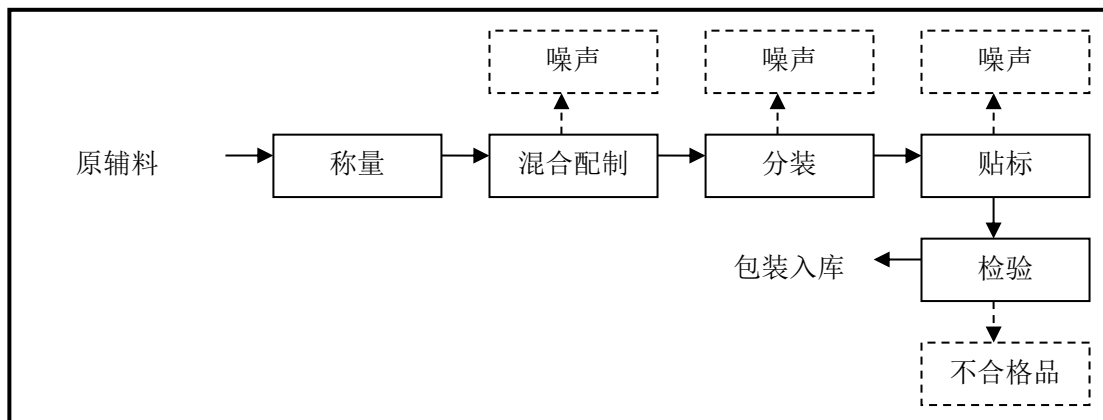 噪声 噪声 噪声
原辅料 称量 混合配制 分装 贴标
包装入库 检验
不合格品